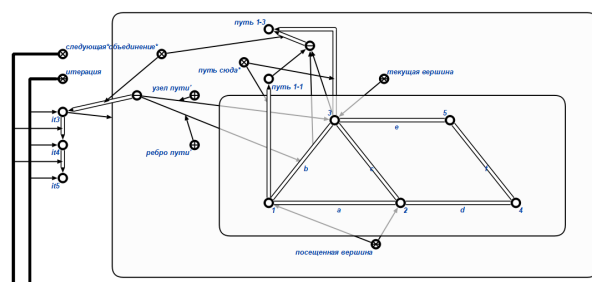 путь 1-3
следующая"объединение"
путь сюда"
итерация
путь 1-1
текущая вершина
узел пути"
it3
3
5
e
it4
ребро пути"
b
c
f
it5
1
a
2
d
4
посещенная вершина